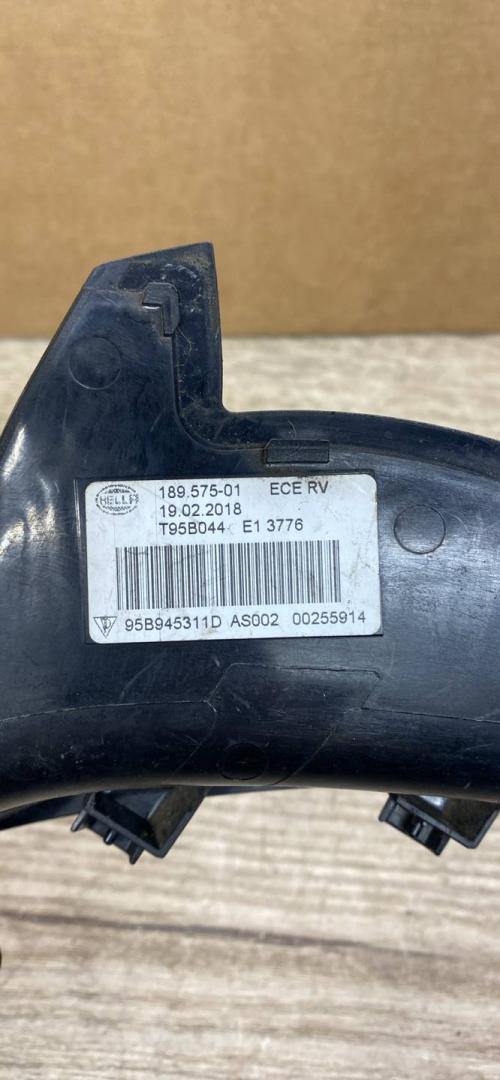 HELLA 189.575-01 ECE RV
19.02.2018
T95B044 E1 3776
95B945311D AS002 00255914